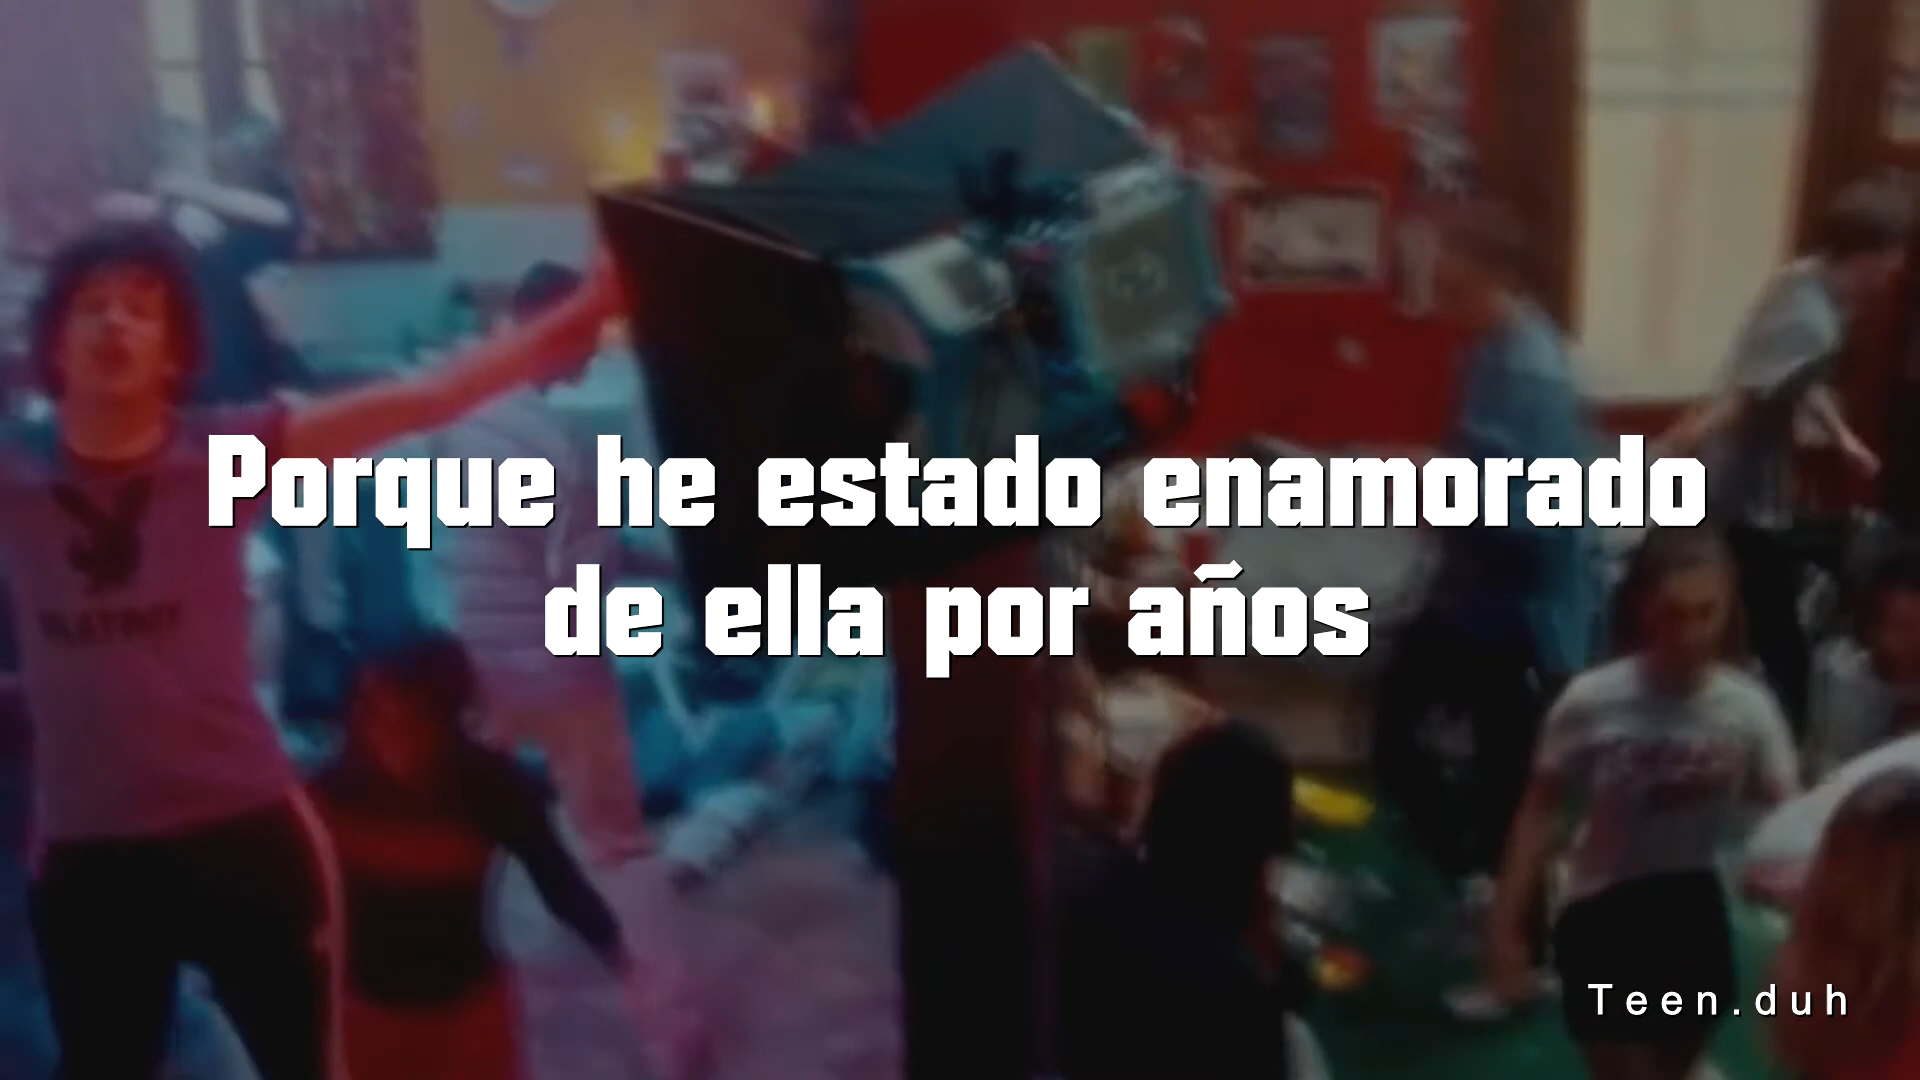 Porque he estado enamorado
de ella por años
Teen.duh